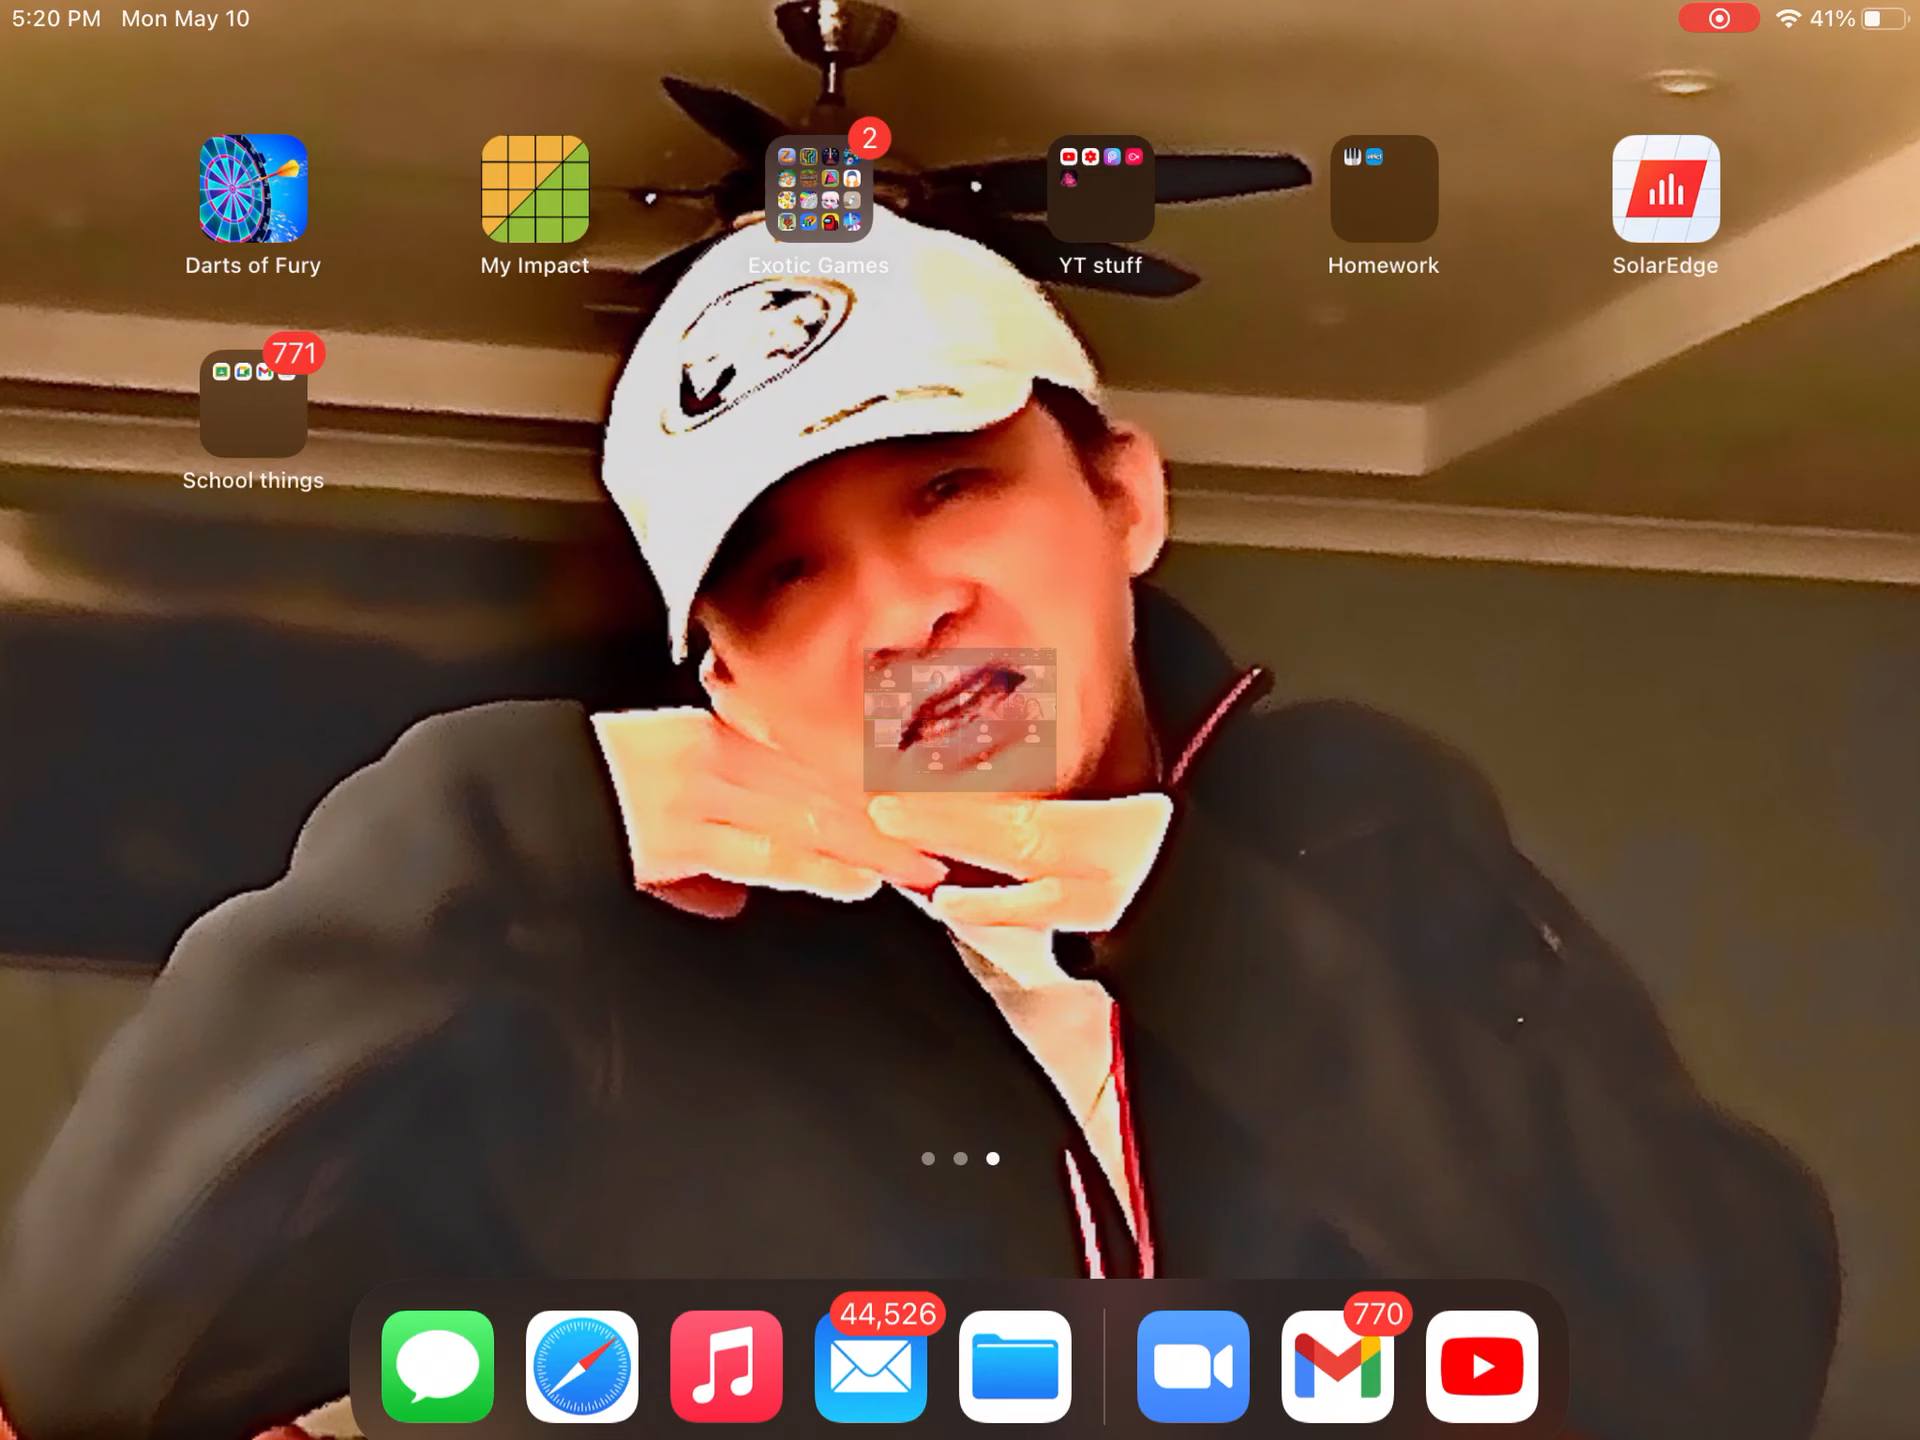 5:20 PM Mon May 10
41%
2
Darts of Fury
My Impact
Exotic Games
YT stuff
Homework
SolarEdge
771
School things
44,526
770